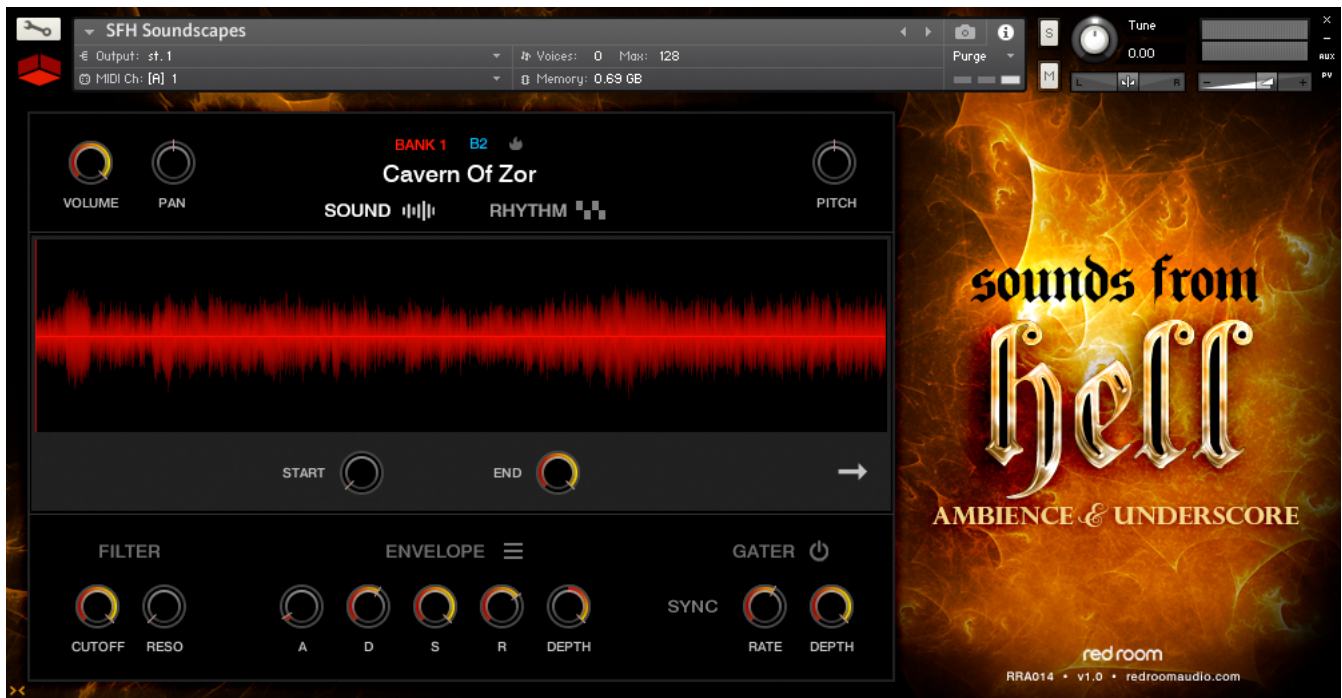 SFH Soundscapes
Output: st.1
Voices: 0 Max: 128
Purge
MIDI Ch: [A] 1
Memory: 0.69 GB
S
M
Tune
0.00
L R
- +
×
-
AUX
PV
VOLUME
PAN
BANK 1 B2
Cavern Of Zor
SOUND RHYTHM
PITCH
START
END
FILTER
CUTOFF RESO
ENVELOPE
A D S R DEPTH
GATER
SYNC
RATE DEPTH
sounds from
hell
AMBIENCE & UNDERSCORE
red room
RRA014 • v1.0 • redroomaudio.com